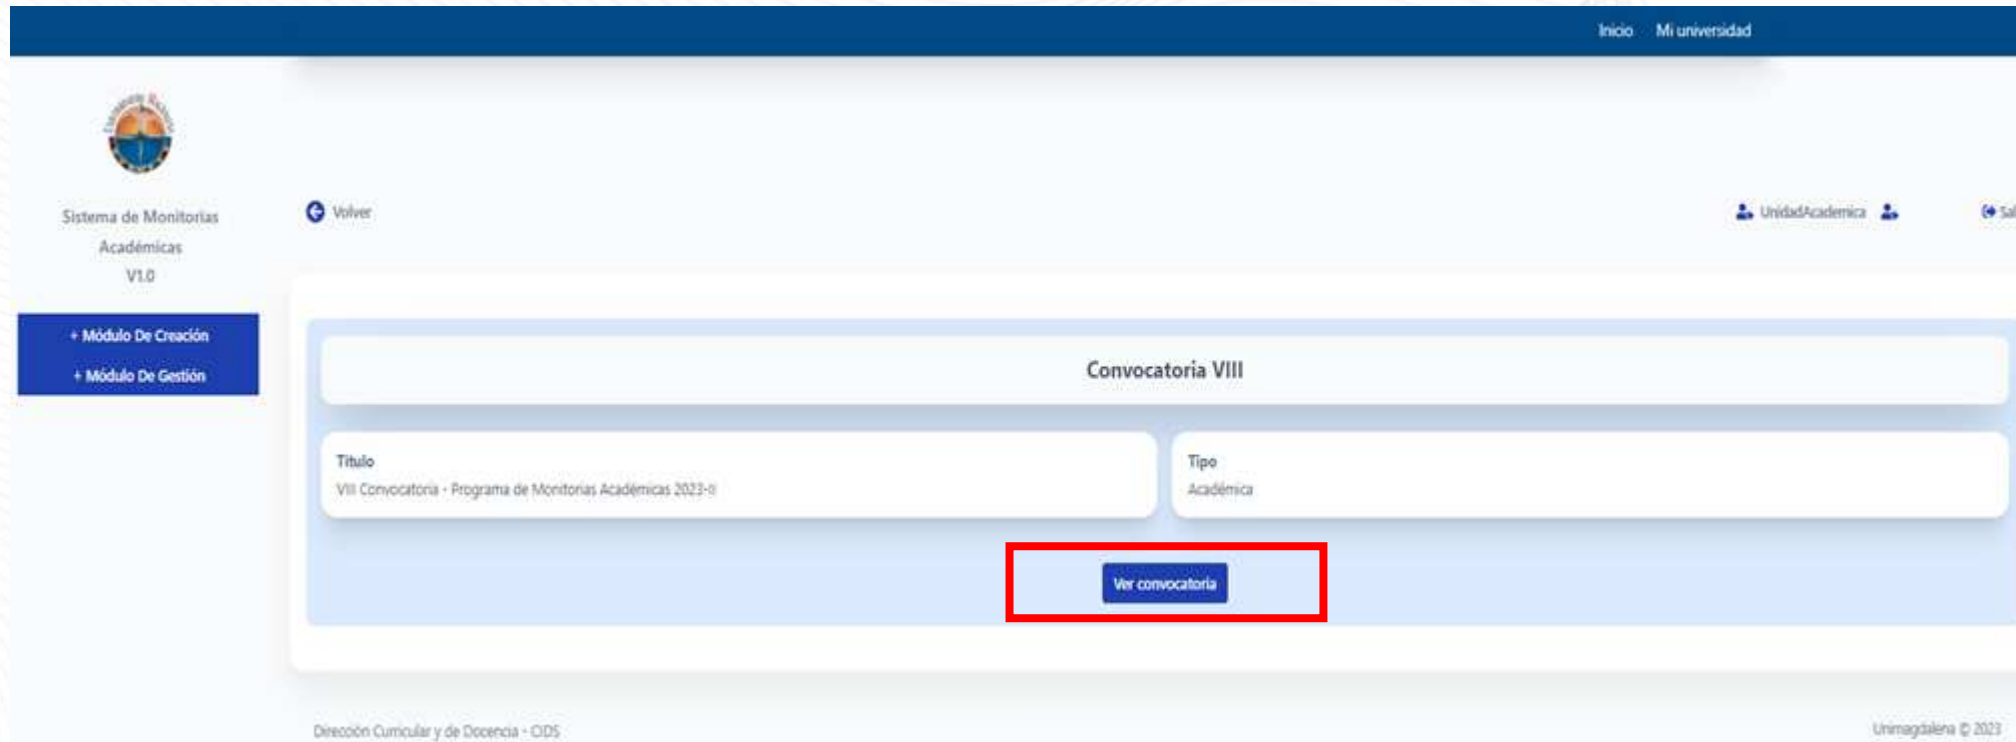 Inicio Mi universidad
Sistema de Monitorias
Académicas
V1.0
Volver
UnidadAcademica
Sal
+ Módulo De Creación
+ Módulo De Gestión
Convocatoria VIII
Título
VIII Convocatoria - Programa de Monitorias Académicas 2023-II
Tipo
Académica
Ver convocatoria
Dirección Curricular y de Docencia - CIDS
Unimagdalena © 2023